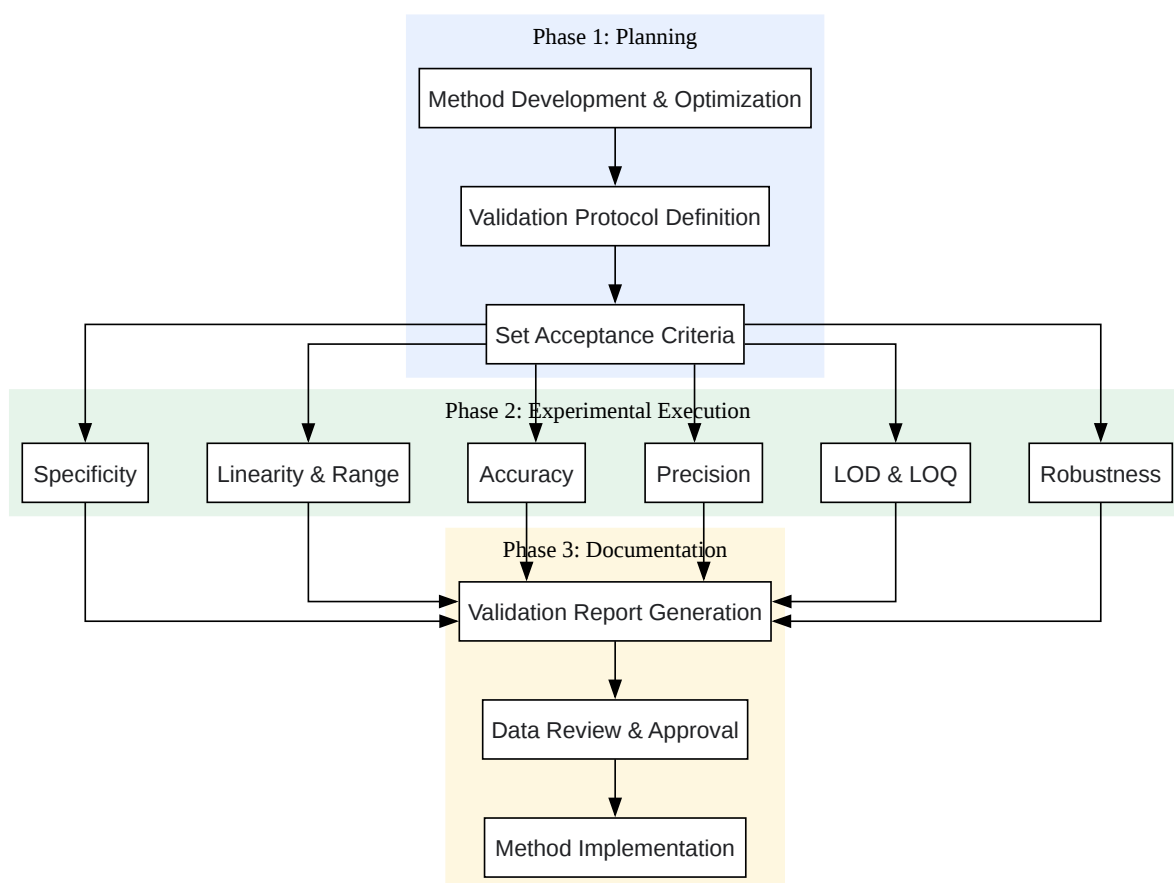 Phase 1: Planning
Method Development & Optimization
Validation Protocol Definition
Set Acceptance Criteria
Phase 2: Experimental Execution
Specificity
Linearity & Range
Accuracy
Precision
LOD & LOQ
Robustness
Phase 3: Documentation
Validation Report Generation
Data Review & Approval
Method Implementation